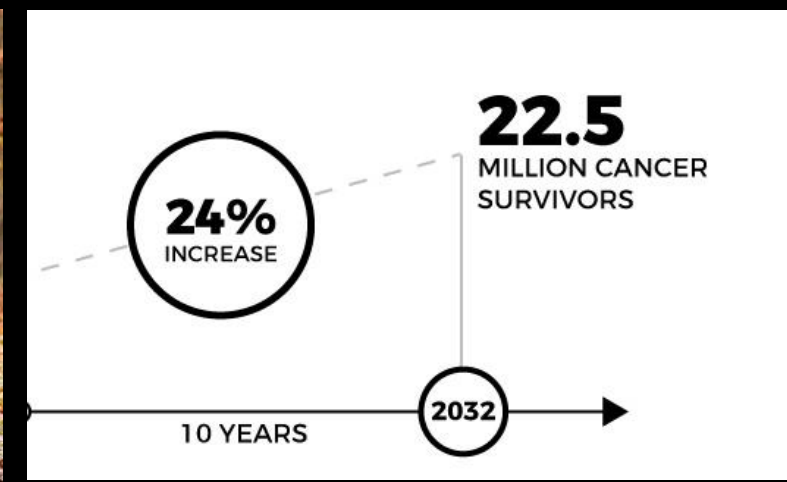 22.5
MILLION CANCER
SURVIVORS
24%
INCREASE
2032
10 YEARS